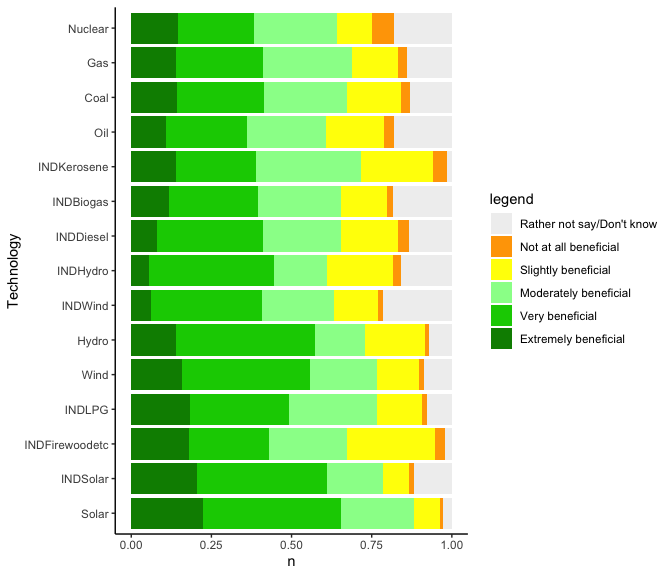 Nuclear
Gas
Coal
Oil
INDKerosene
INDBiogas
INDDiesel
INDHydro
INDWind
Hydro
Wind
INDLPG
INDFirewoodetc
INDSolar
Solar
Technology
0.00 0.25 0.50 0.75 1.00
n
legend
Rather not say/Don't know
Not at all beneficial
Slightly beneficial
Moderately beneficial
Very beneficial
Extremely beneficial